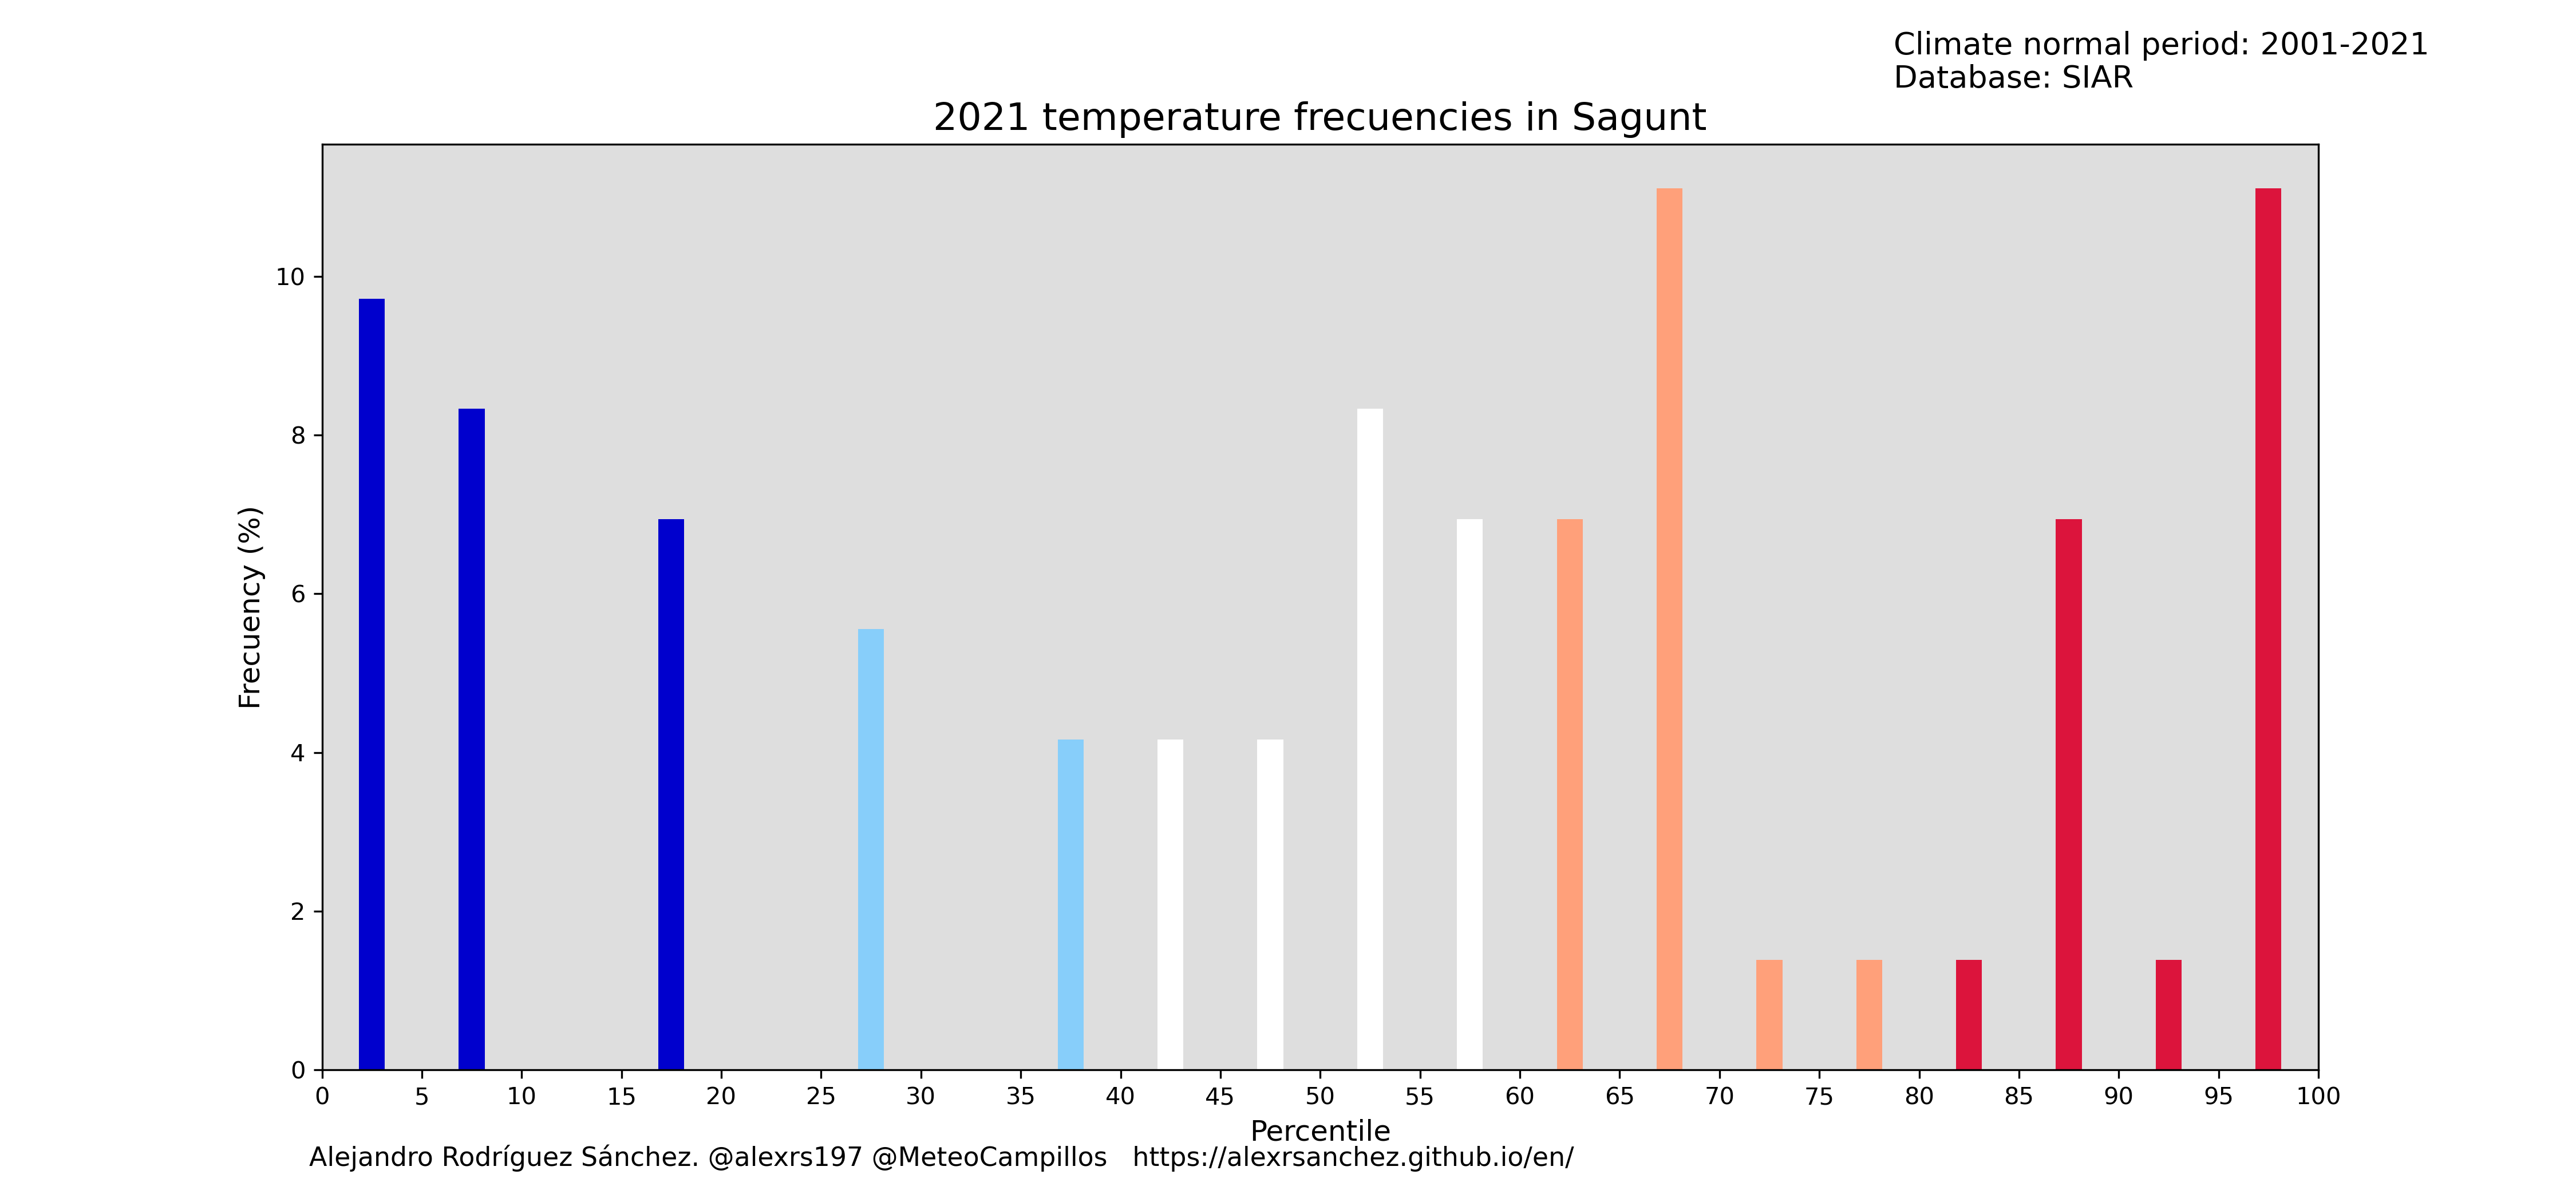 Climate normal period: 2001-2021
Database: SIAR
2021 temperature frecuencies in Sagunt
Frecuency (%)
10
8
6
4
2
0
0 5 10 15 20 25 30 35 40 45 50 55 60 65 70 75 80 85 90 95 100
Percentile
Alejandro Rodríguez Sánchez. @alexrs197 @MeteoCampillos https://alexrsanchez.github.io/en/